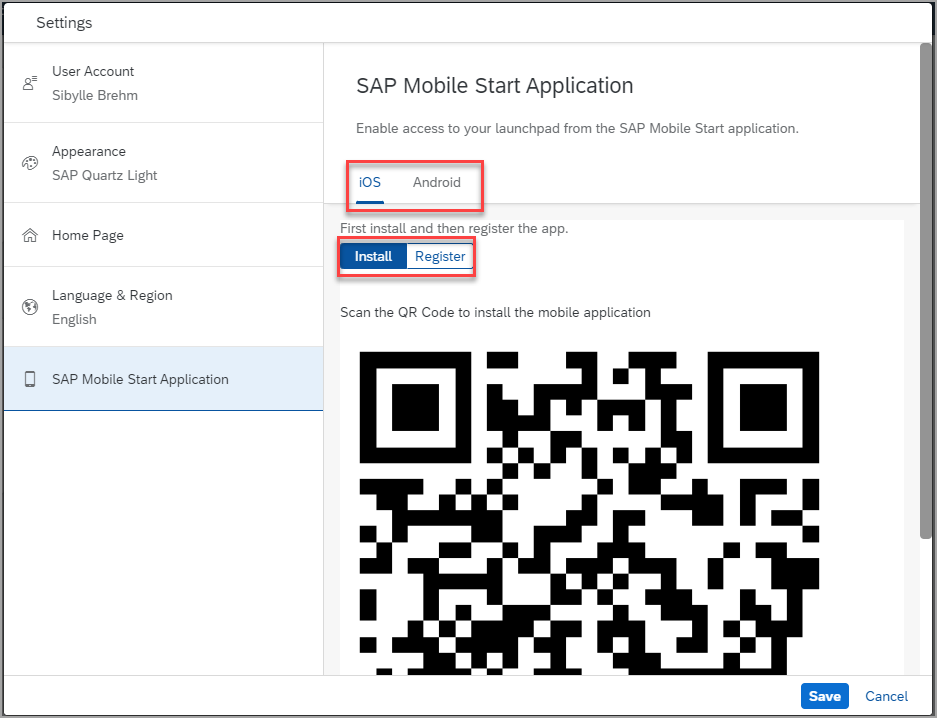 Settings
User Account
Sibylle Brehm
Appearance
SAP Quartz Light
Home Page
Language & Region
English
SAP Mobile Start Application
SAP Mobile Start Application
Enable access to your launchpad from the SAP Mobile Start application.
iOS Android
First install and then register the app.
Install Register
Scan the QR Code to install the mobile application
Save Cancel